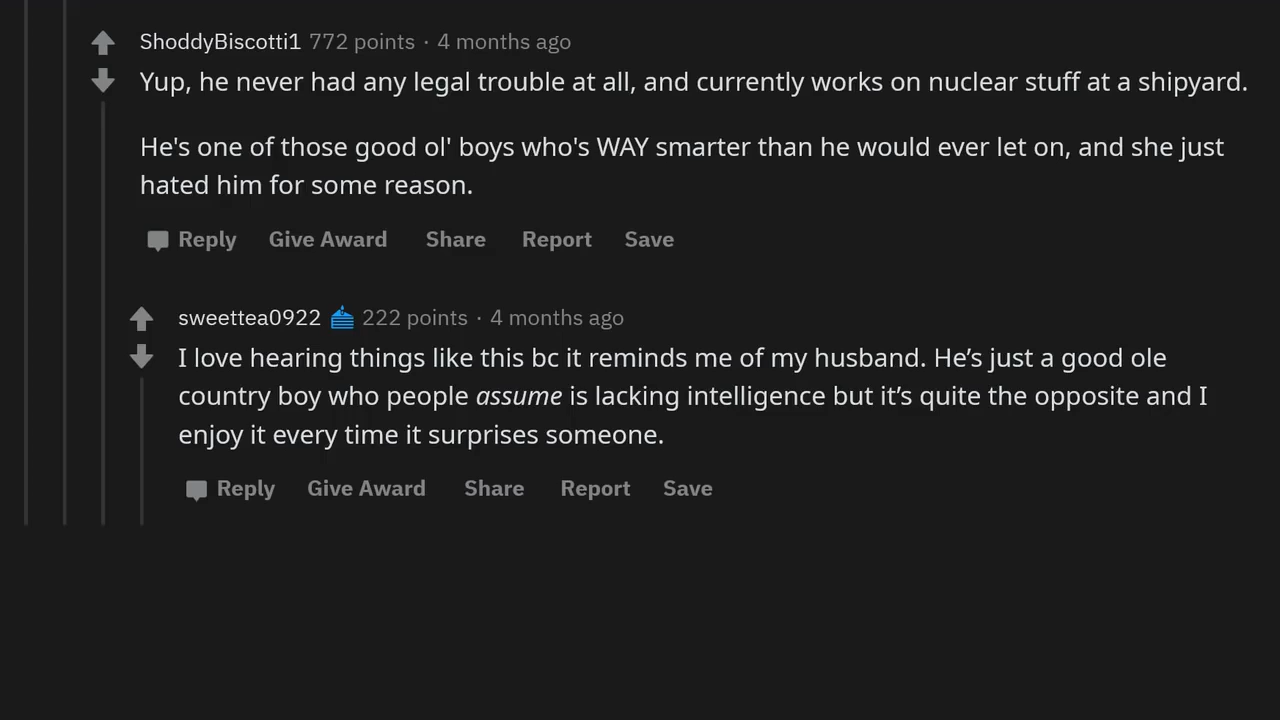 ShoddyBiscotti1 772 points · 4 months ago
Yup, he never had any legal trouble at all, and currently works on nuclear stuff at a shipyard.
He's one of those good ol' boys who's WAY smarter than he would ever let on, and she just
hated him for some reason.
Reply Give Award Share Report Save
sweettea0922 222 points · 4 months ago
I love hearing things like this bc it reminds me of my husband. He’s just a good ole
country boy who people assume is lacking intelligence but it’s quite the opposite and I
enjoy it every time it surprises someone.
Reply Give Award Share Report Save